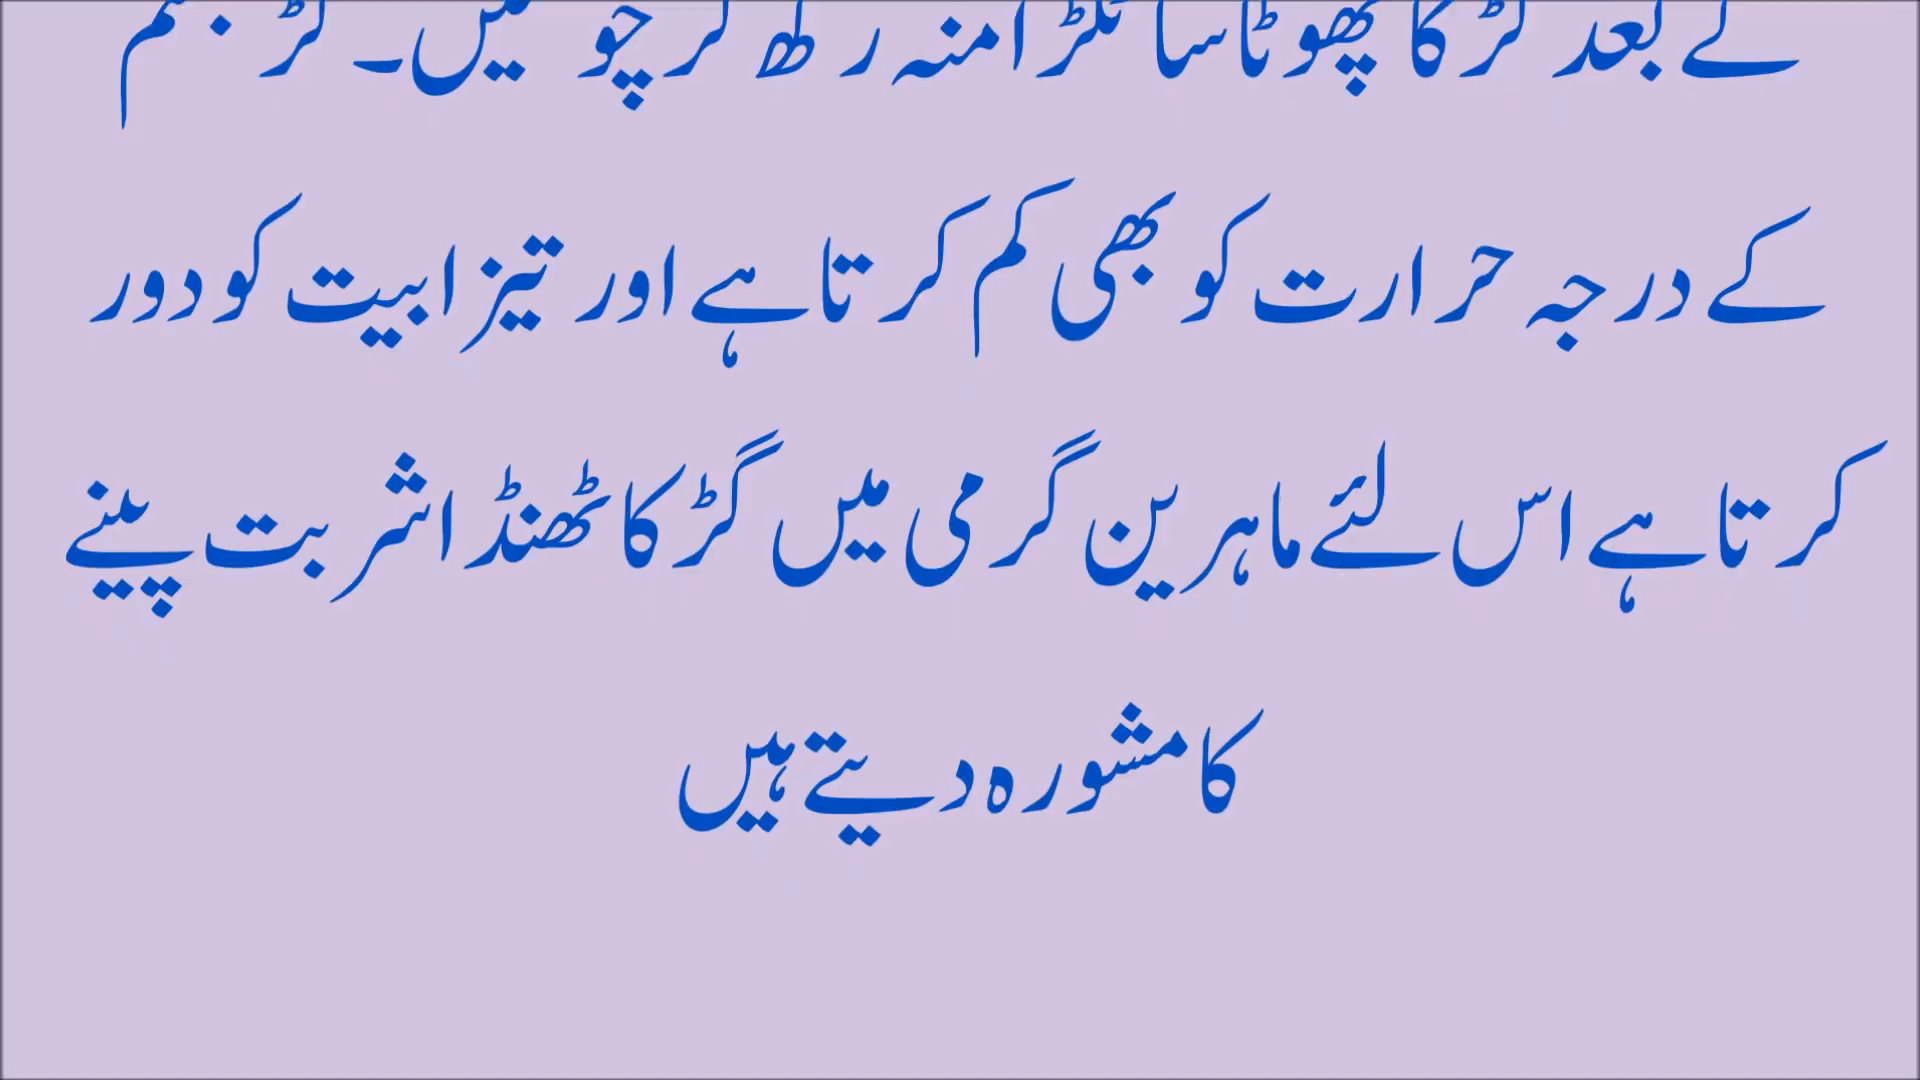 کے بعد گڑ کا چھوٹا سا ٹکڑا منہ رکھ کر چوسیں۔ گڑ جسم
کے درجہ حرارت کو بھی کم کرتا ہے اور تیزابیت کو دور
کرتا ہے اس لئے ماہرین گرمی میں گڑ کا ٹھنڈا شربت پینے
کا مشورہ دیتے ہیں